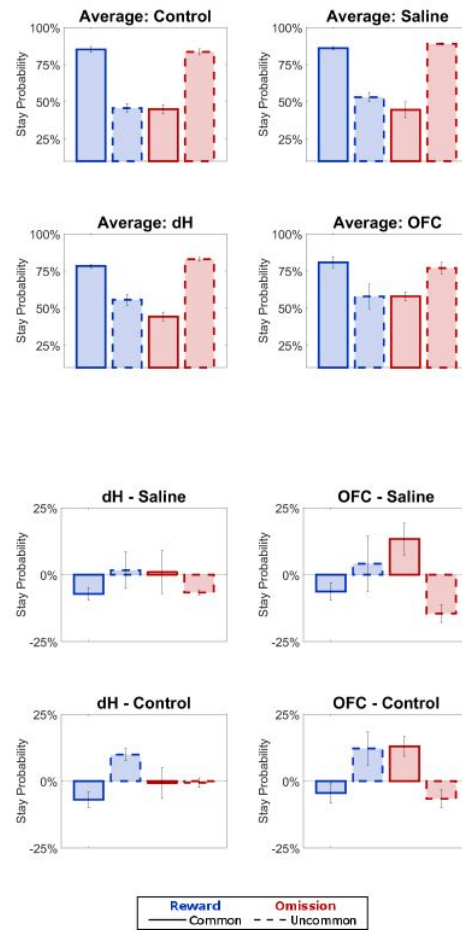 Average: Control
Average: Saline
100%
75%
50%
25%
Stay Probability
100%
75%
50%
25%
Stay Probability
Average: dH
Average: OFC
100%
75%
50%
25%
Stay Probability
100%
75%
50%
25%
Stay Probability
dH - Saline
OFC - Saline
25%
0%
-25%
Stay Probability
25%
0%
-25%
Stay Probability
dH - Control
OFC - Control
25%
0%
-25%
Stay Probability
25%
0%
-25%
Stay Probability
Reward Omission
Common Uncommon